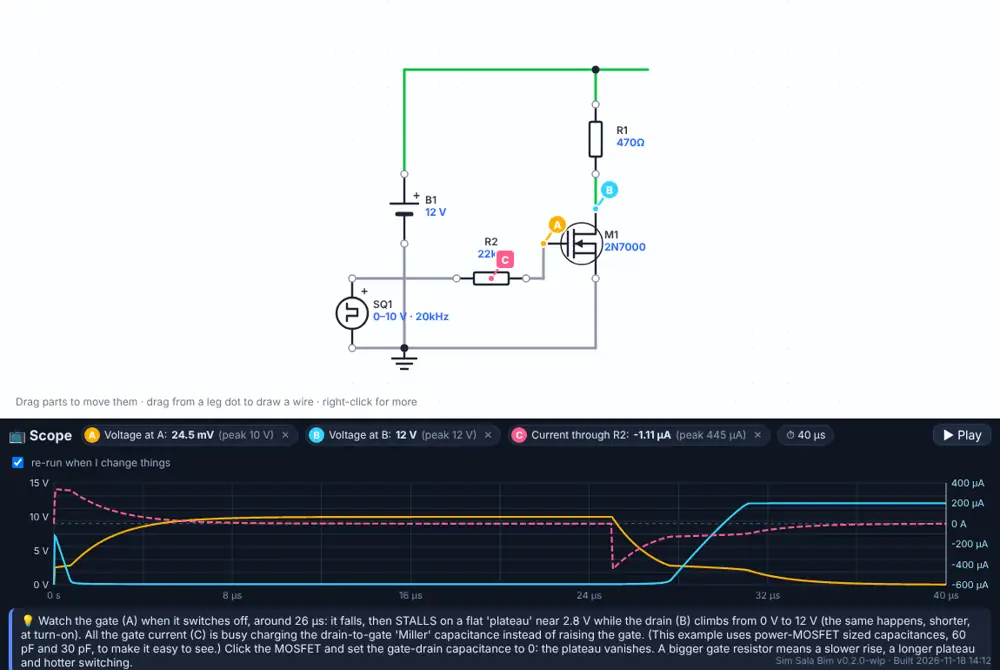 R1
470Ω
B
+
B1
12 V
A
M1
2N7000
R2
22k
C
+
SQ1
0–10 V · 20kHz
Drag parts to move them · drag from a leg dot to draw a wire · right-click for more
Scope
A Voltage at A: 24.5 mV (peak 10 V) ×
B Voltage at B: 12 V (peak 12 V) ×
C Current through R2: -1.11 µA (peak 445 µA) ×
⏱ 40 µs
▶ Play
re-run when I change things
15 V
10 V
5 V
0 V
400 µA
200 µA
0 A
-200 µA
-400 µA
-600 µA
0 s
8 µs
16 µs
24 µs
32 µs
40 µs
💡 Watch the gate (A) when it switches off, around 26 µs: it falls, then STALLS on a flat 'plateau' near 2.8 V while the drain (B) climbs from 0 V to 12 V (the same happens, shorter,
at turn-on). All the gate current (C) is busy charging the drain-to-gate 'Miller' capacitance instead of raising the gate. (This example uses power-MOSFET sized capacitances, 60
pF and 30 pF, to make it easy to see.) Click the MOSFET and set the gate-drain capacitance to 0: the plateau vanishes. A bigger gate resistor means a slower rise, a longer plateau
and hotter switching.
Sim Sala Bim v0.2.0-wip · Built 2026-11-18 14:12